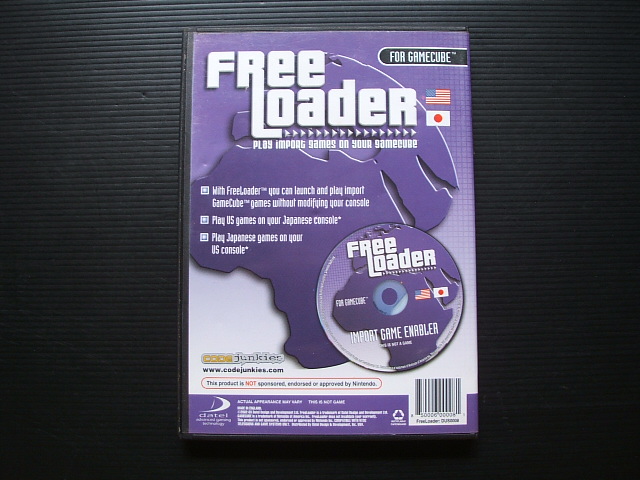 FREE
Loader
FOR GAMECUBE™
PLAY IMPORT GAMES ON YOUR GAMECUBE
With FreeLoader™ you can launch and play import
GameCube™ games without modifying your console
Play US games on your Japanese console*
Play Japanese games on your
US console*
FREE
Loader
FOR GAMECUBE™
IMPORT GAME ENABLER
THIS IS NOT A GAME
CODEjunkies
www.codejunkies.com
This product is NOT sponsored, endorsed or approved by Nintendo.
datel
advanced gaming
technology
ACTUAL APPEARANCE MAY VARY THIS IS NOT GAME
MADE IN ENGLAND.
FreeLoader: DUS0006